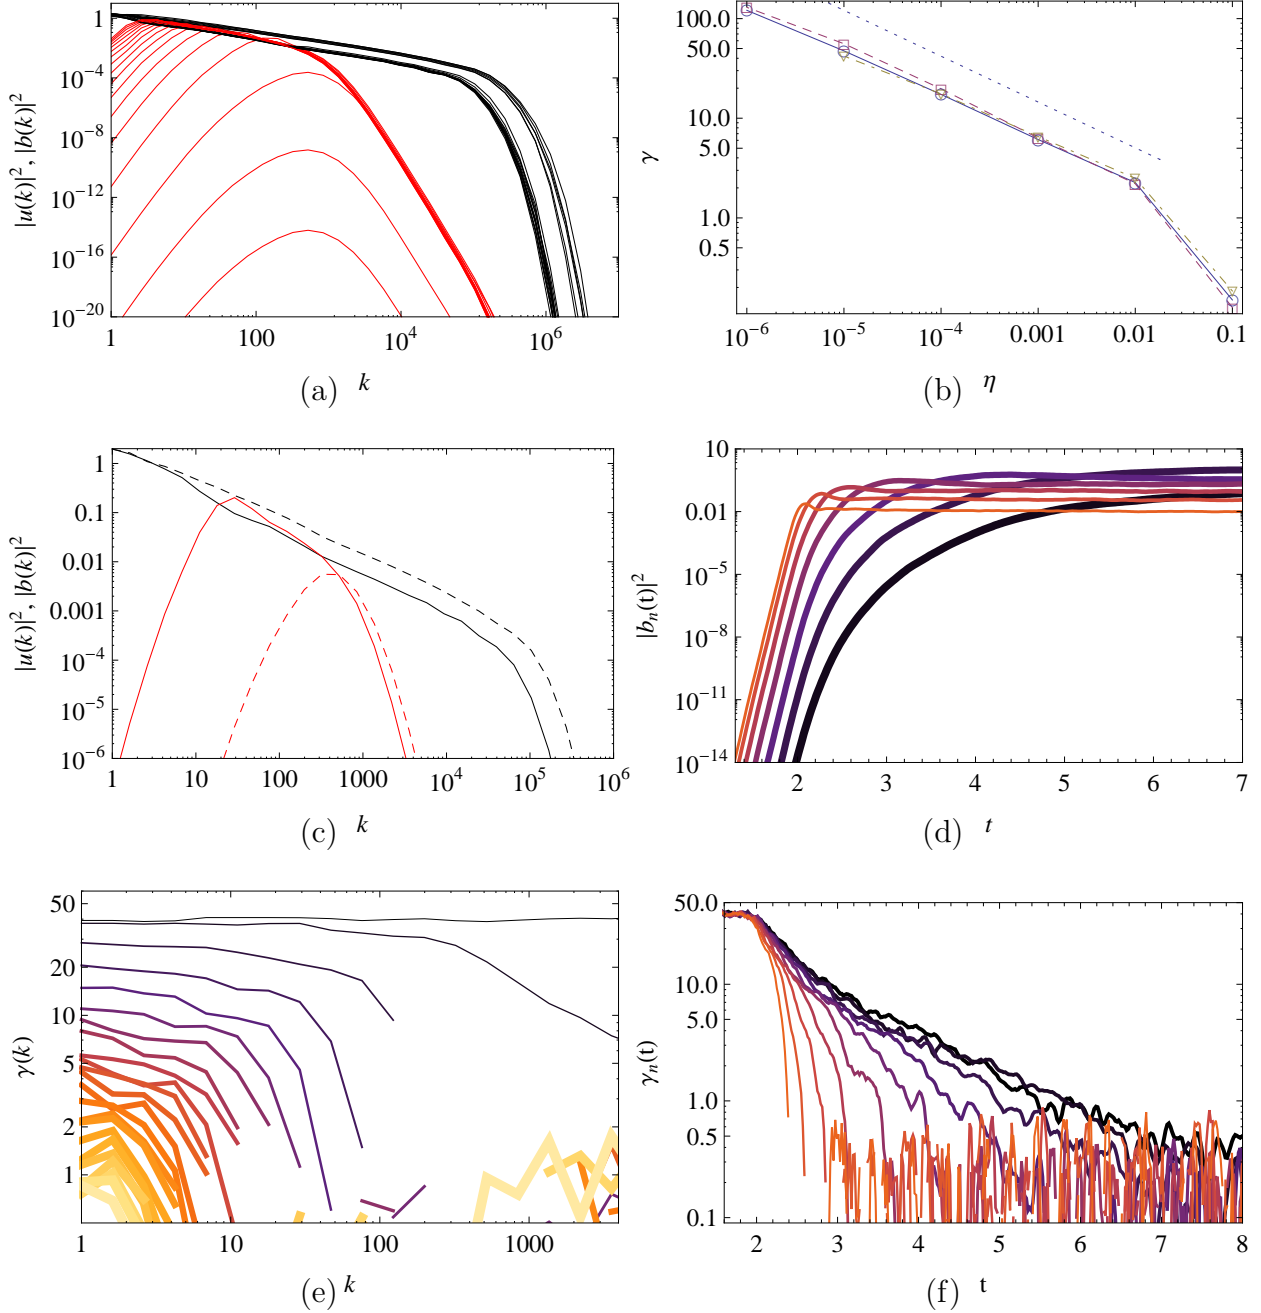 1
10^−4
10^−8
10^−12
10^−16
10^−20
|u(k)|^2, |b(k)|^2
1 100 10^4 10^6
(a) k
100.0
50.0
10.0
5.0
1.0
0.5
γ
10^−6 10^−5 10^−4 0.001 0.01 0.1
(b) η
1
0.1
0.01
0.001
10^−4
10^−5
10^−6
|u(k)|^2, |b(k)|^2
1 10 100 1000 10^4 10^5 10^6
(c) k
10
0.01
10^−5
10^−8
10^−11
10^−14
|b_n(t)|^2
2 3 4 5 6 7
(d) t
50
20
10
5
2
1
γ(k)
1 10 100 1000
(e) k
50.0
10.0
5.0
1.0
0.5
0.1
γ_n(t)
2 3 4 5 6 7 8
(f) t